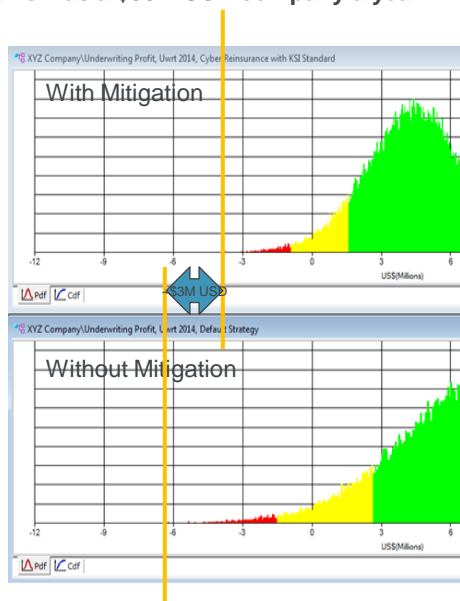 XYZ Company\Underwriting Profit, Uwrt 2014, Cyber Reinsurance with KSI Standard
With Mitigation
-12 -9 -6 -3 0 3 6
US$(Millions)
Pdf Cdf
$3M USD
XYZ Company\Underwriting Profit, Uwrt 2014, Default Strategy
Without Mitigation
-12 -9 -6 -3 0 3 6
US$(Millions)
Pdf Cdf